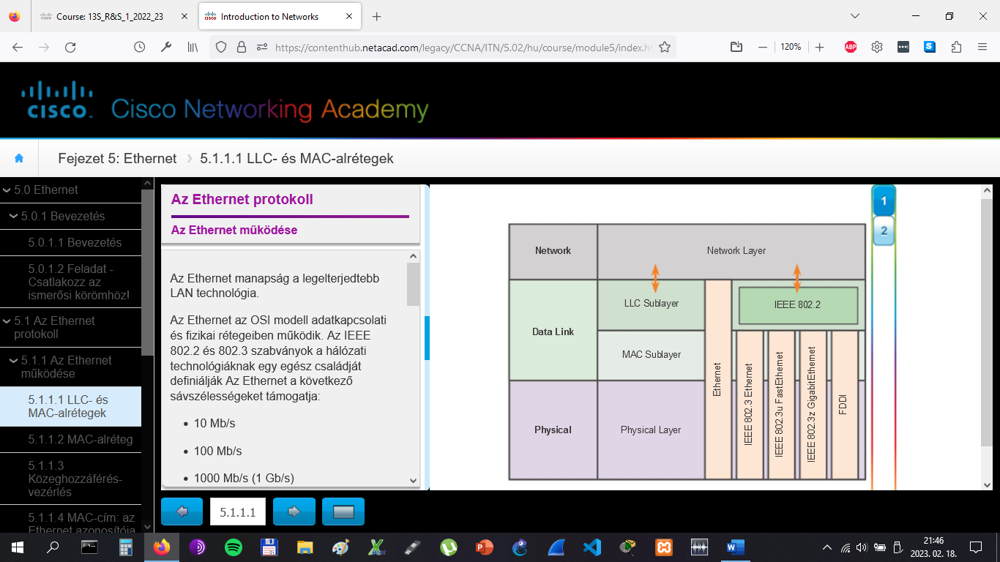 Course: 13S_R&S_1_2022_23
Introduction to Networks
https://contenthub.netacad.com/legacy/CCNA/ITN/5.02/hu/course/module5/index.h
120%
ABP
S
CISCO
Cisco Networking Academy
Fejezet 5: Ethernet
5.1.1.1 LLC- és MAC-alrétegek
5.0 Ethernet
5.0.1 Bevezetés
5.0.1.1 Bevezetés
5.0.1.2 Feladat -
Csatlakozz az
ismerősi körömhöz!
5.1 Az Ethernet
protokoll
5.1.1 Az Ethernet
működése
5.1.1.1 LLC- és
MAC-alrétegek
5.1.1.2 MAC-alréteg
5.1.1.3
Közeghozzáférés-
vezérlés
5.1.1.4 MAC-cím: az
Ethernet azonosítója
Az Ethernet protokoll
Az Ethernet működése
Az Ethernet manapság a legelterjedtebb
LAN technológia.
Az Ethernet az OSI modell adatkapcsolati
és fizikai rétegeiben működik. Az IEEE
802.2 és 802.3 szabványok a hálózati
technológiáknak egy egész családját
definiálják Az Ethernet a következő
sávszélességeket támogatja:
• 10 Mb/s
• 100 Mb/s
• 1000 Mb/s (1 Gb/s)
5.1.1.1
Network
Network Layer
Data Link
LLC Sublayer
MAC Sublayer
IEEE 802.2
Physical
Physical Layer
Ethernet
IEEE 802.3 Ethernet
IEEE 802.3u FastEthernet
IEEE 802.3z GigabitEthernet
FDDI
1
2
21:46
2023. 02. 18.